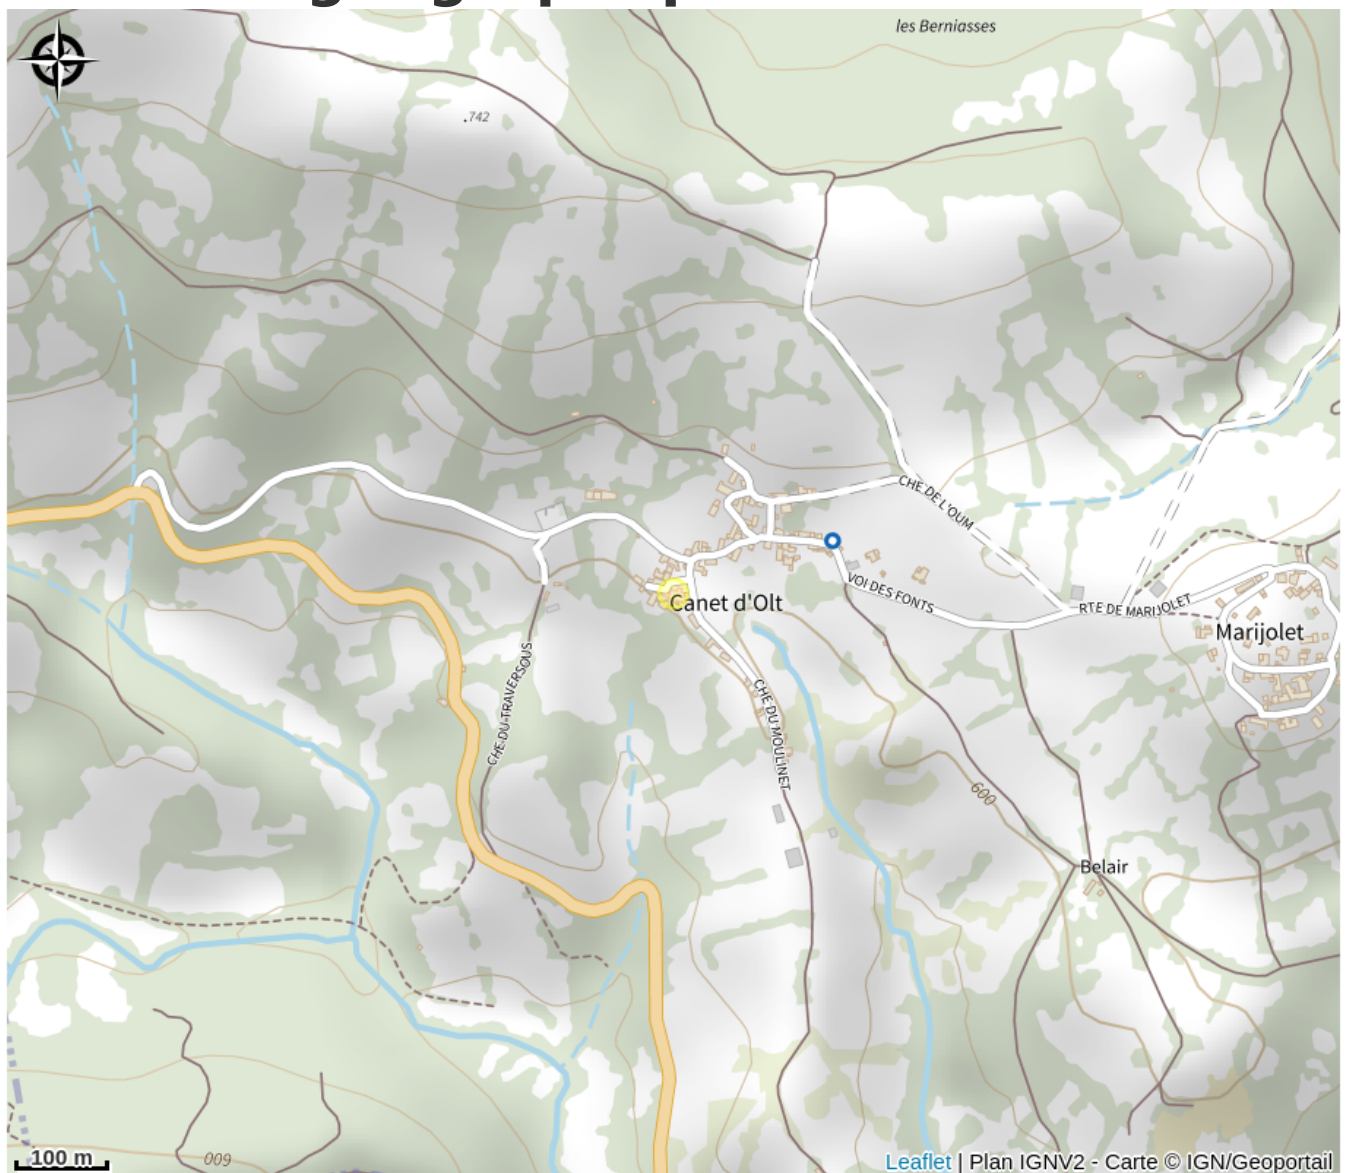 les Berniasses
742
CHE DE L'OUM
VOI DES FONTS
Canet d'Olt
RTE DE MARIJOLET
Marijolet
CHE DU TRAVERSOUS
CHE DU MOULINET
600
Belair
600
100 m
Leaflet | Plan IGNV2 - Carte © IGN/Geoportail